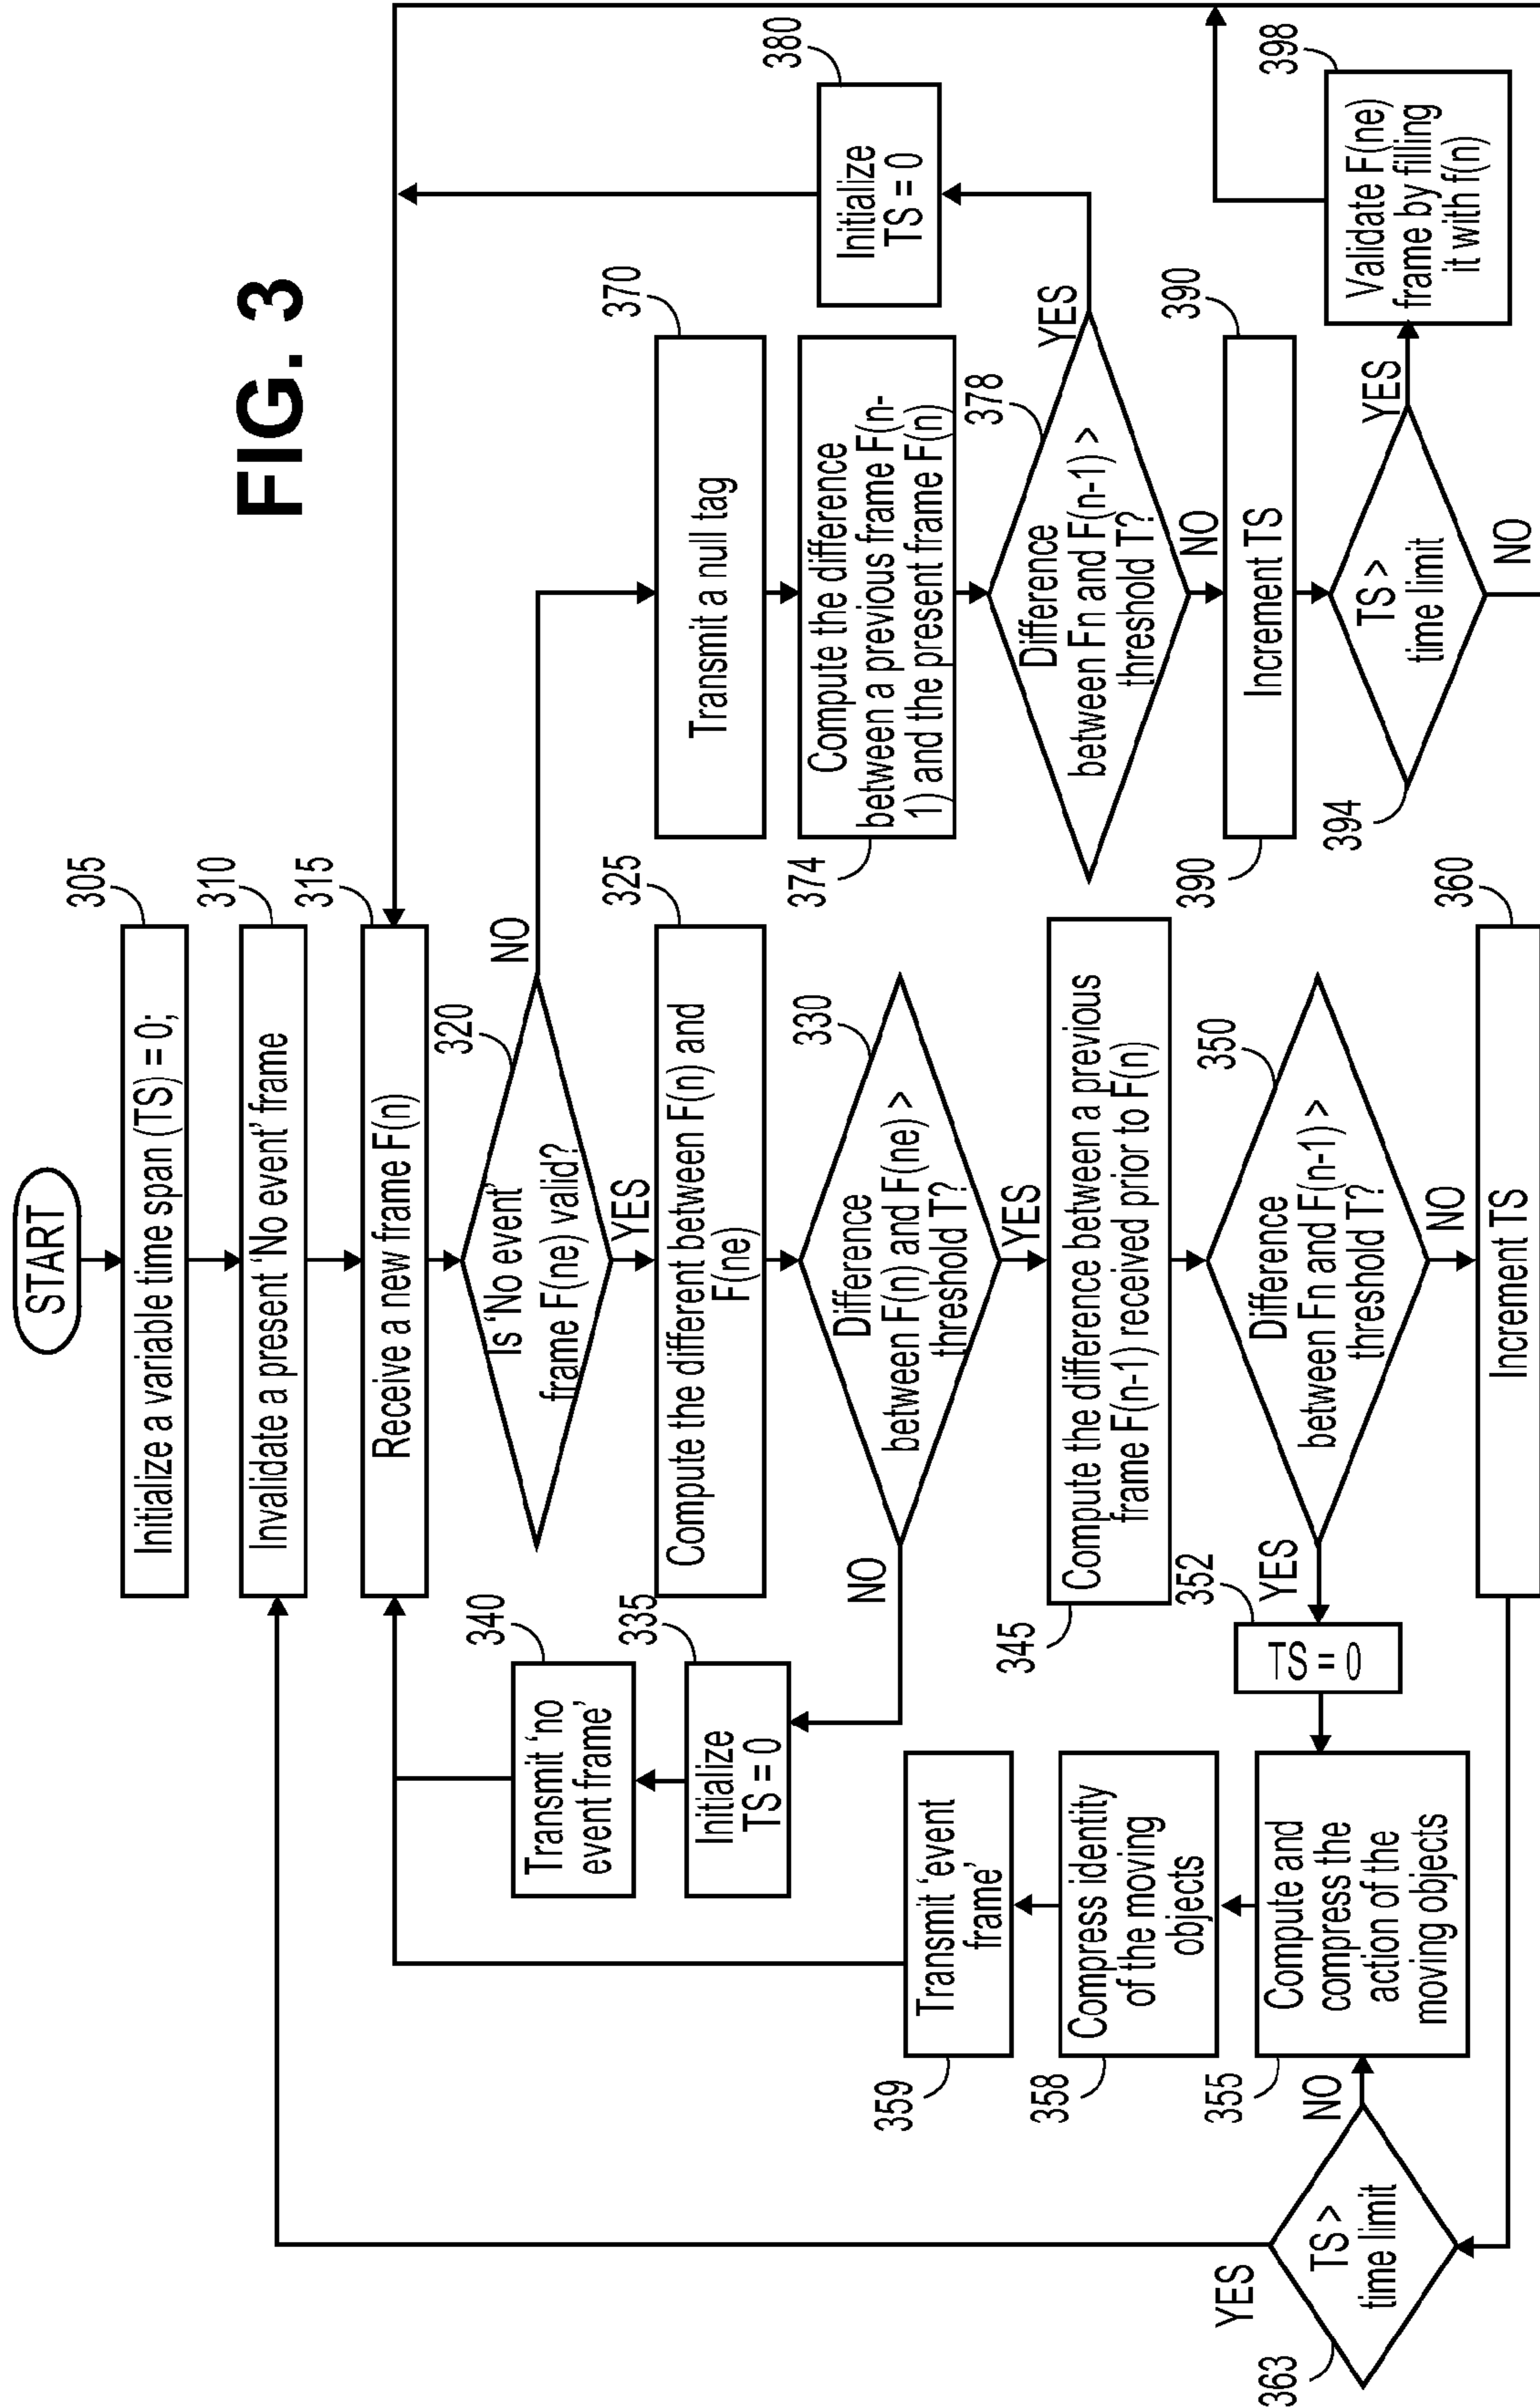 FIG. 3
START
305
Initialize a variable time span (TS) = 0;
310
Invalidate a present 'No event' frame
315
Receive a new frame F(n)
320
Is 'No event'
frame F(ne) valid?
NO
YES
325
Compute the different between F(n) and
F(ne)
330
Difference
between F(n) and F(ne) >
threshold T?
NO
YES
335
Initialize
TS = 0
340
Transmit 'no
event frame'
345
Compute the difference between a previous
frame F(n-1) received prior to F(n)
350
Difference
between Fn and F(n-1) >
threshold T?
YES
NO
352
TS = 0
355
Compute and
compress the
action of the
moving objects
358
Compress identity
of the moving
objects
359
Transmit 'event
frame'
360
Increment TS
363
TS >
time limit
YES
NO
370
Transmit a null tag
374
Compute the difference
between a previous frame F(n-
1) and the present frame F(n)
378
Difference
between Fn and F(n-1) >
threshold T?
YES
NO
380
Initialize
TS = 0
390
390
Increment TS
394
TS >
time limit
YES
NO
398
Validate F(ne)
frame by filling
it with f(n)